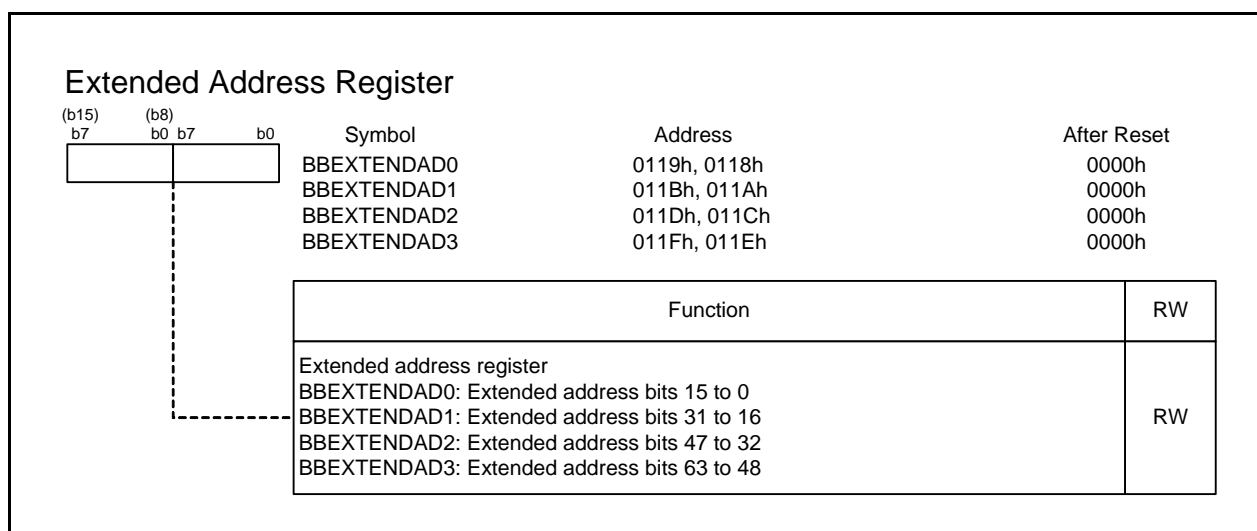 Extended Address Register
(b15) (b8)
b7 b0 b7 b0 Symbol Address After Reset
BBEXTENDAD0 0119h, 0118h 0000h
BBEXTENDAD1 011Bh, 011Ah 0000h
BBEXTENDAD2 011Dh, 011Ch 0000h
BBEXTENDAD3 011Fh, 011Eh 0000h
Function RW
Extended address register
BBEXTENDAD0: Extended address bits 15 to 0
BBEXTENDAD1: Extended address bits 31 to 16 RW
BBEXTENDAD2: Extended address bits 47 to 32
BBEXTENDAD3: Extended address bits 63 to 48